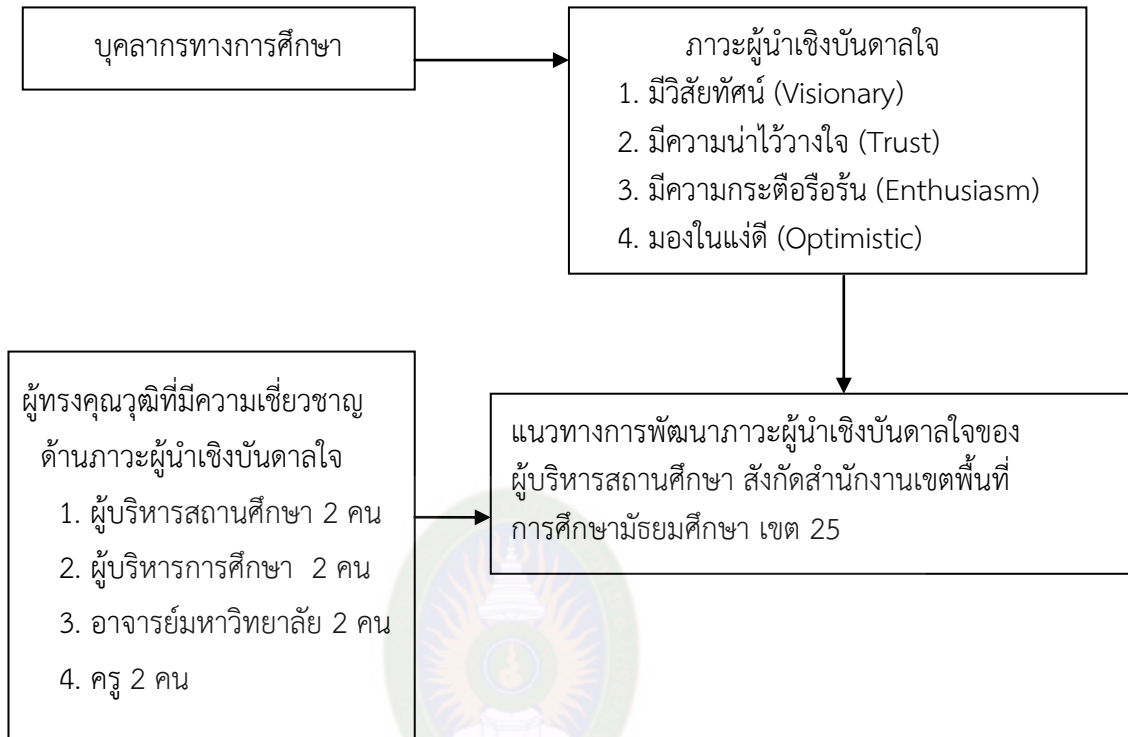 บุคลากรทางการศึกษา
ภาวะผู้นำเชิงบันดาลใจ
1. มีวิสัยทัศน์ (Visionary)
2. มีความน่าไว้วางใจ (Trust)
3. มีความกระตือรือร้น (Enthusiasm)
4. มองในแง่ดี (Optimistic)
ผู้ทรงคุณวุฒิที่มีความเชี่ยวชาญ
ด้านภาวะผู้นำเชิงบันดาลใจ
1. ผู้บริหารสถานศึกษา 2 คน
2. ผู้บริหารการศึกษา 2 คน
3. อาจารย์มหาวิทยาลัย 2 คน
4. ครู 2 คน
แนวทางการพัฒนาภาวะผู้นำเชิงบันดาลใจของ
ผู้บริหารสถานศึกษา สังกัดสำนักงานเขตพื้นที่
การศึกษามัธยมศึกษา เขต 25